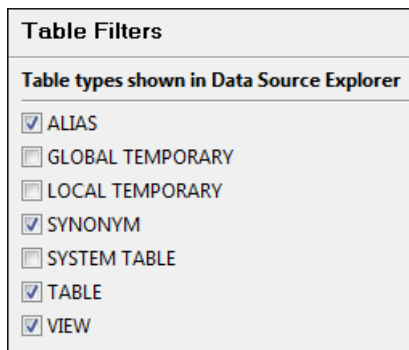 Table Filters
Table types shown in Data Source Explorer
ALIAS
GLOBAL TEMPORARY
LOCAL TEMPORARY
SYNONYM
SYSTEM TABLE
TABLE
VIEW